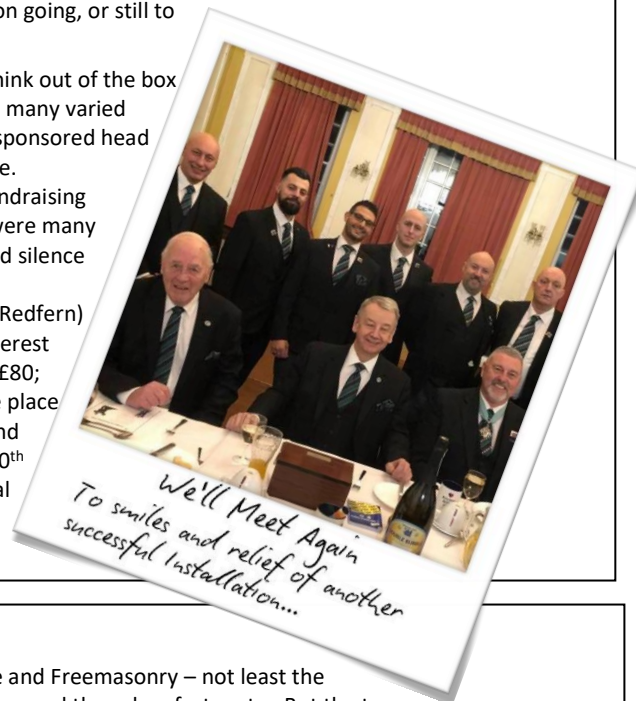 on going, or still to
hink out of the box
many varied
sponsored head
e.
ndraising
were many
d silence
Redfern)
erest
£80;
e place
nd
0th
al
We'll Meet Again
To smiles and relief of another
successful Installation...
e and Freemasonry – not least the